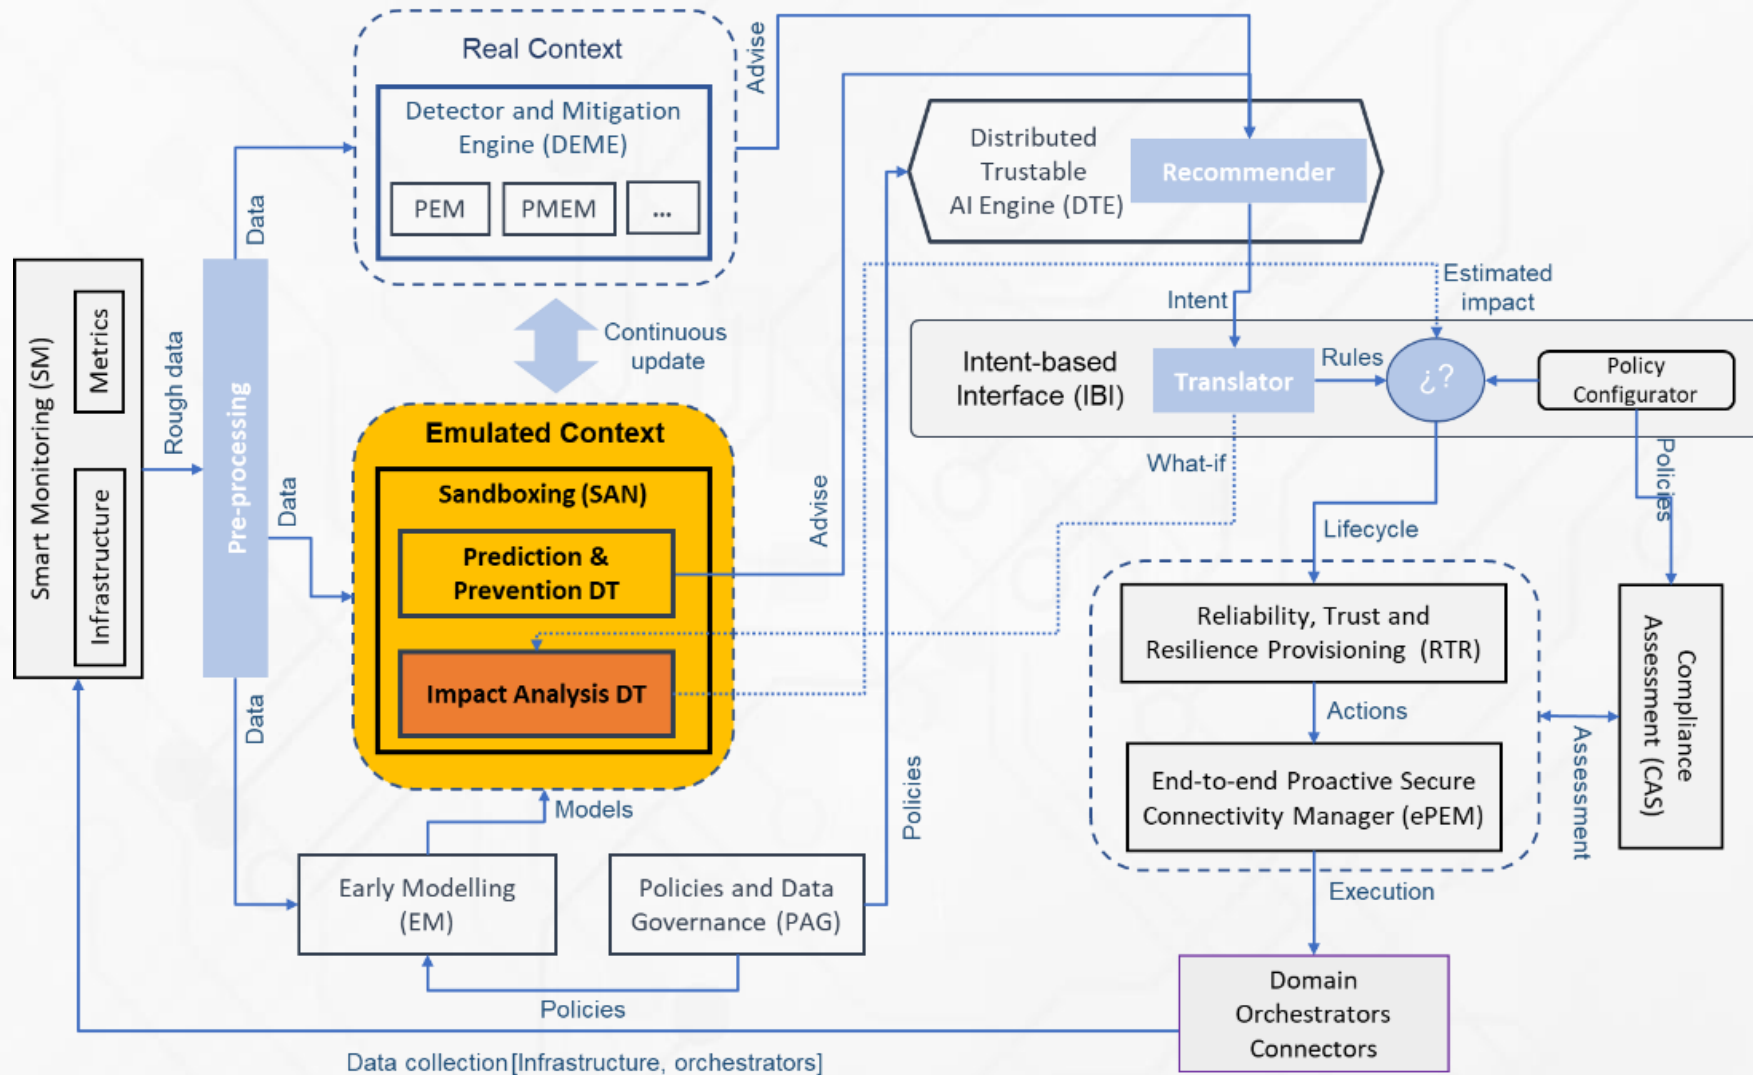 Real Context
Detector and Mitigation
Engine (DEME)
PEM
PMEM
...
Advise
Distributed
Trustable
AI Engine (DTE)
Recommender
Data
Smart Monitoring (SM)
Metrics
Infrastructure
Rough data
Pre-processing
Continuous
update
Intent
Estimated
impact
Intent-based
Interface (IBI)
Translator
Rules
¿?
Policy
Configurator
Emulated Context
Sandboxing (SAN)
Prediction &
Prevention DT
Impact Analysis DT
Data
Advise
What-if
Policies
Lifecycle
Reliability, Trust and
Resilience Provisioning (RTR)
Actions
End-to-end Proactive Secure
Connectivity Manager (ePEM)
Compliance
Assessment (CAS)
Assessment
Data
Models
Policies
Early Modelling
(EM)
Policies and Data
Governance (PAG)
Execution
Policies
Domain
Orchestrators
Connectors
Data collection [Infrastructure, orchestrators]